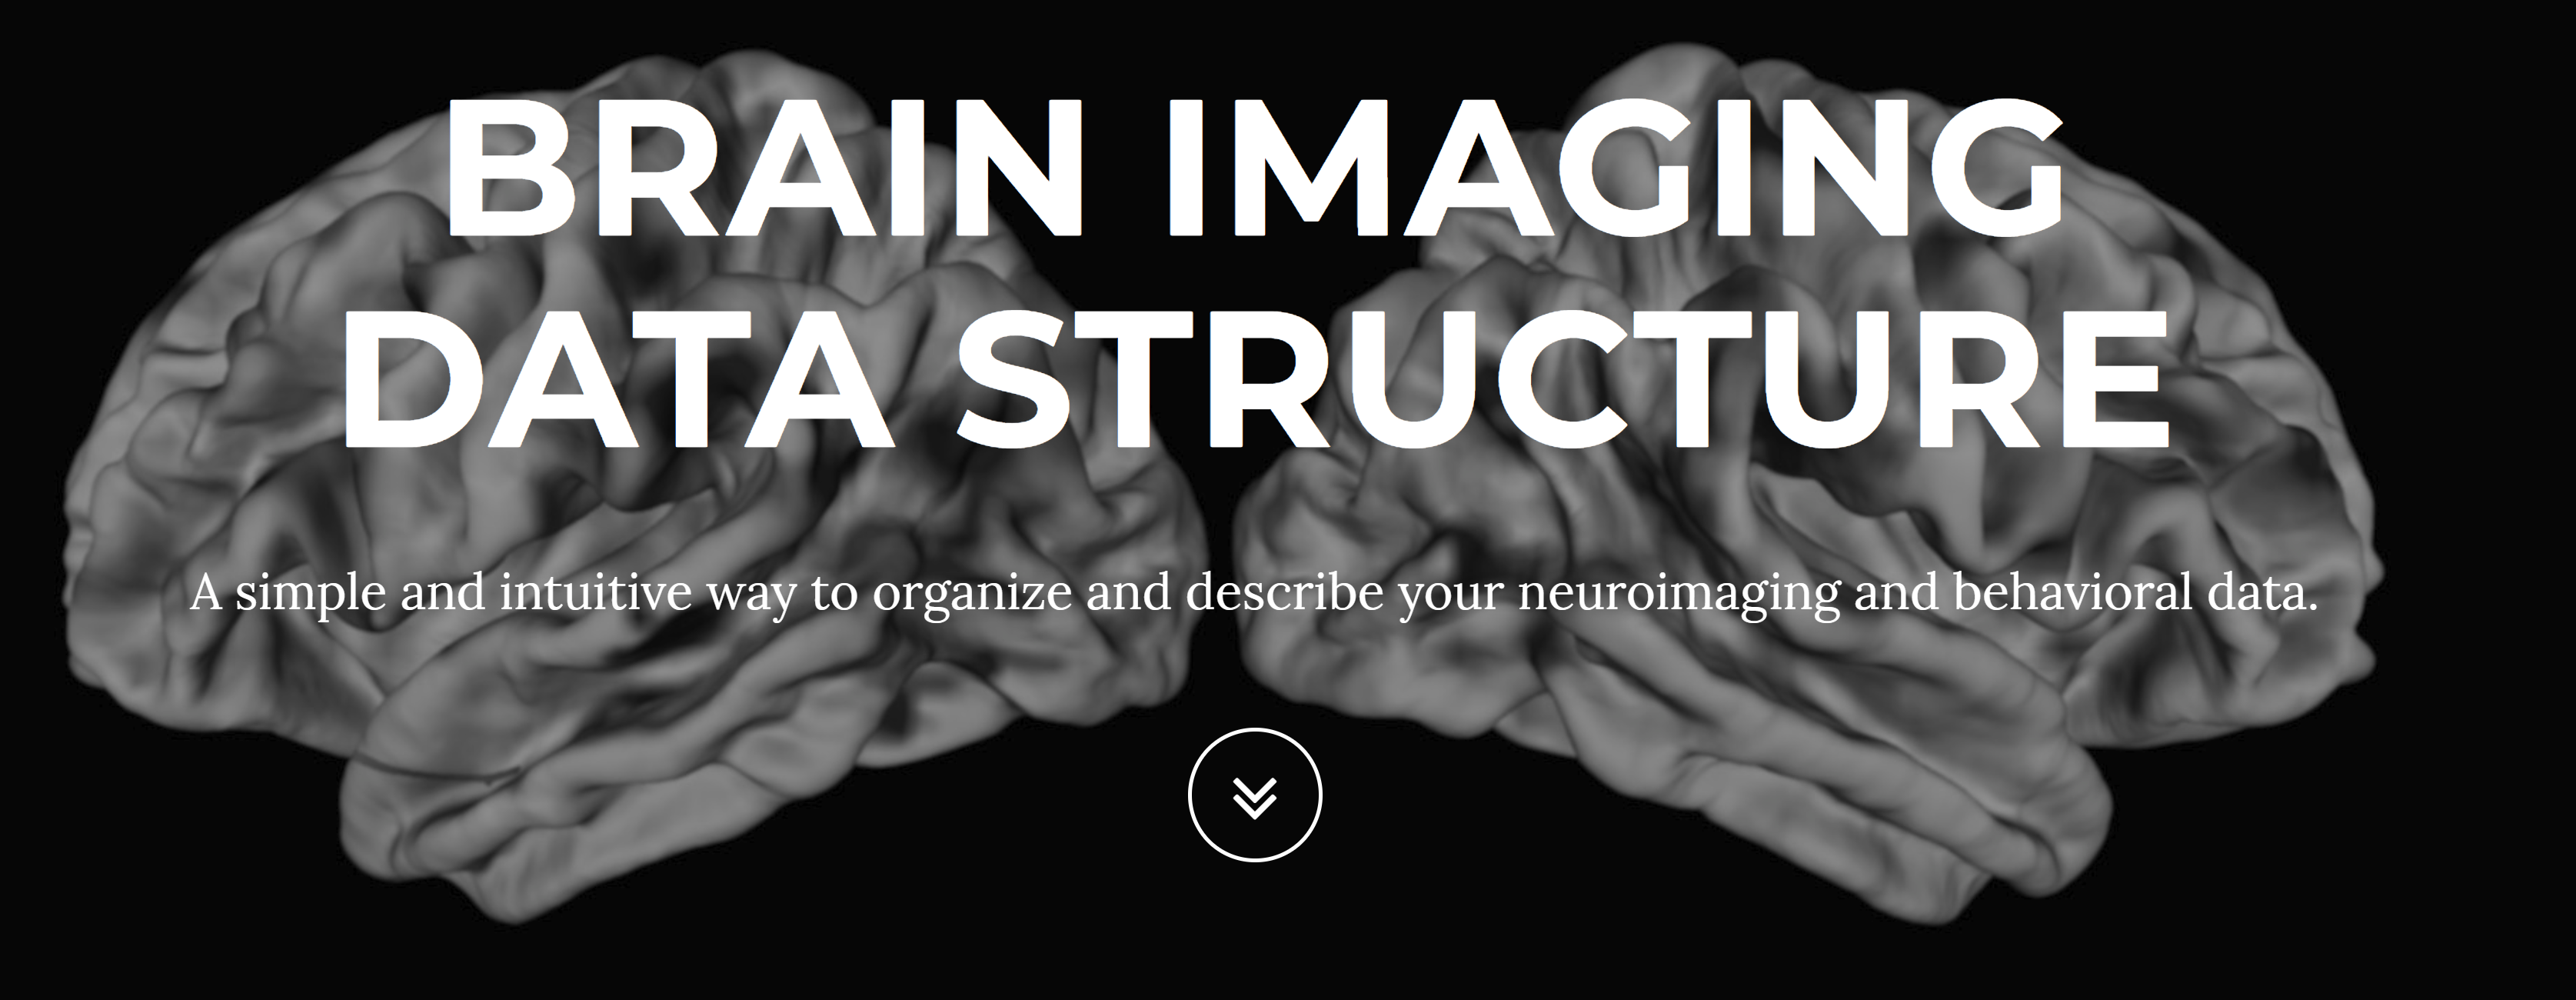 BRAIN IMAGING
DATA STRUCTURE
A simple and intuitive way to organize and describe your neuroimaging and behavioral data.